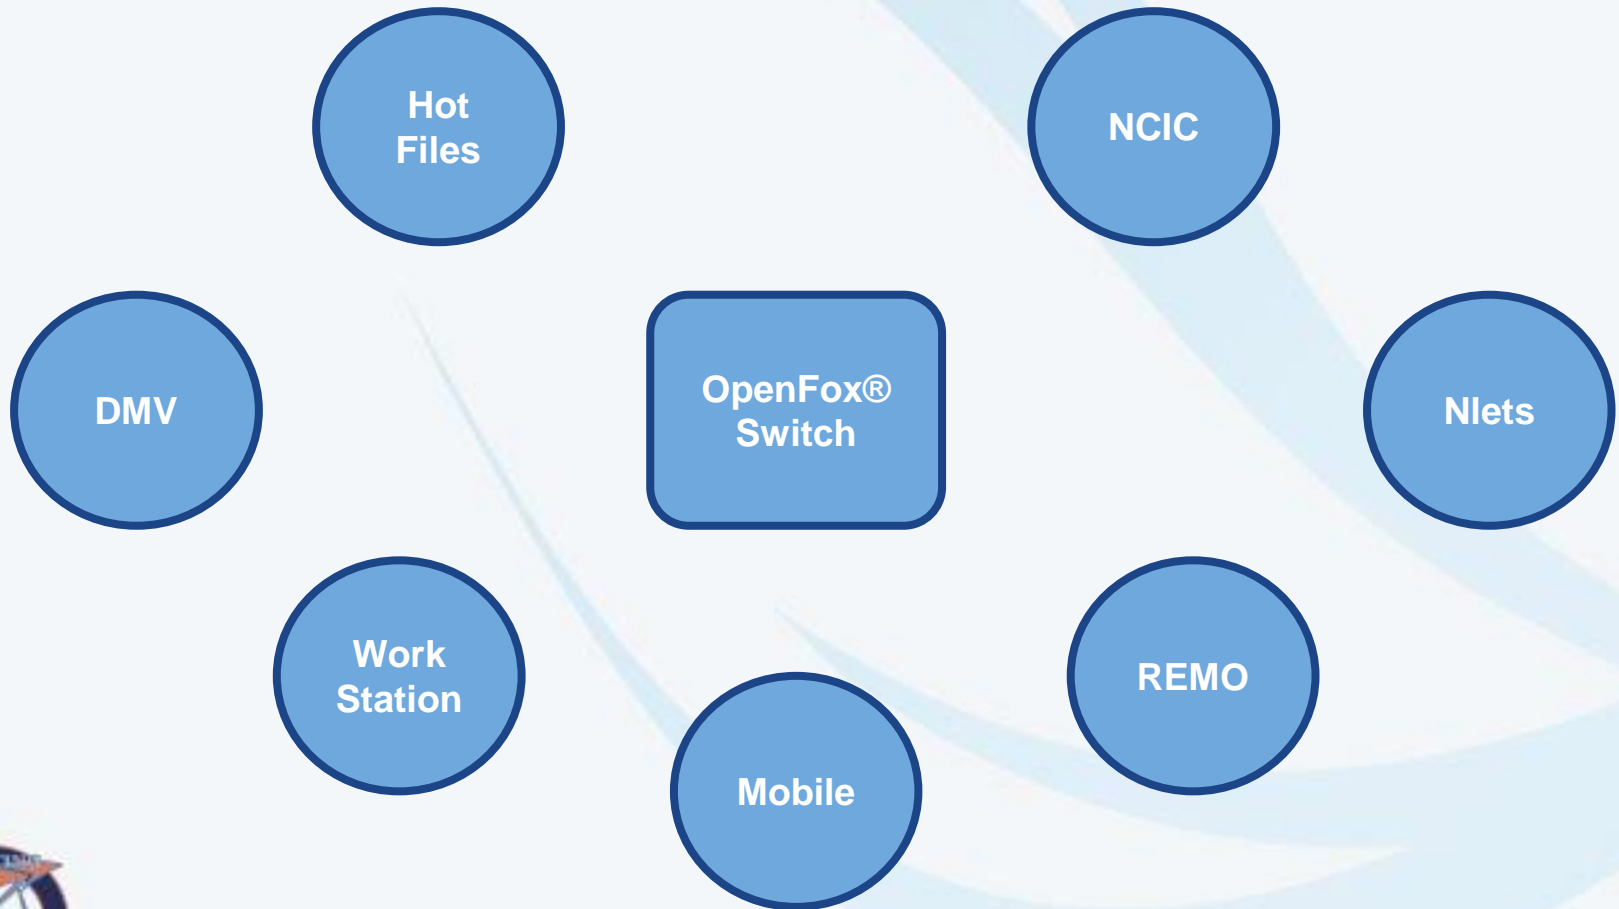 Hot
Files
NCIC
DMV
OpenFox®
Switch
Nlets
Work
Station
REMO
Mobile